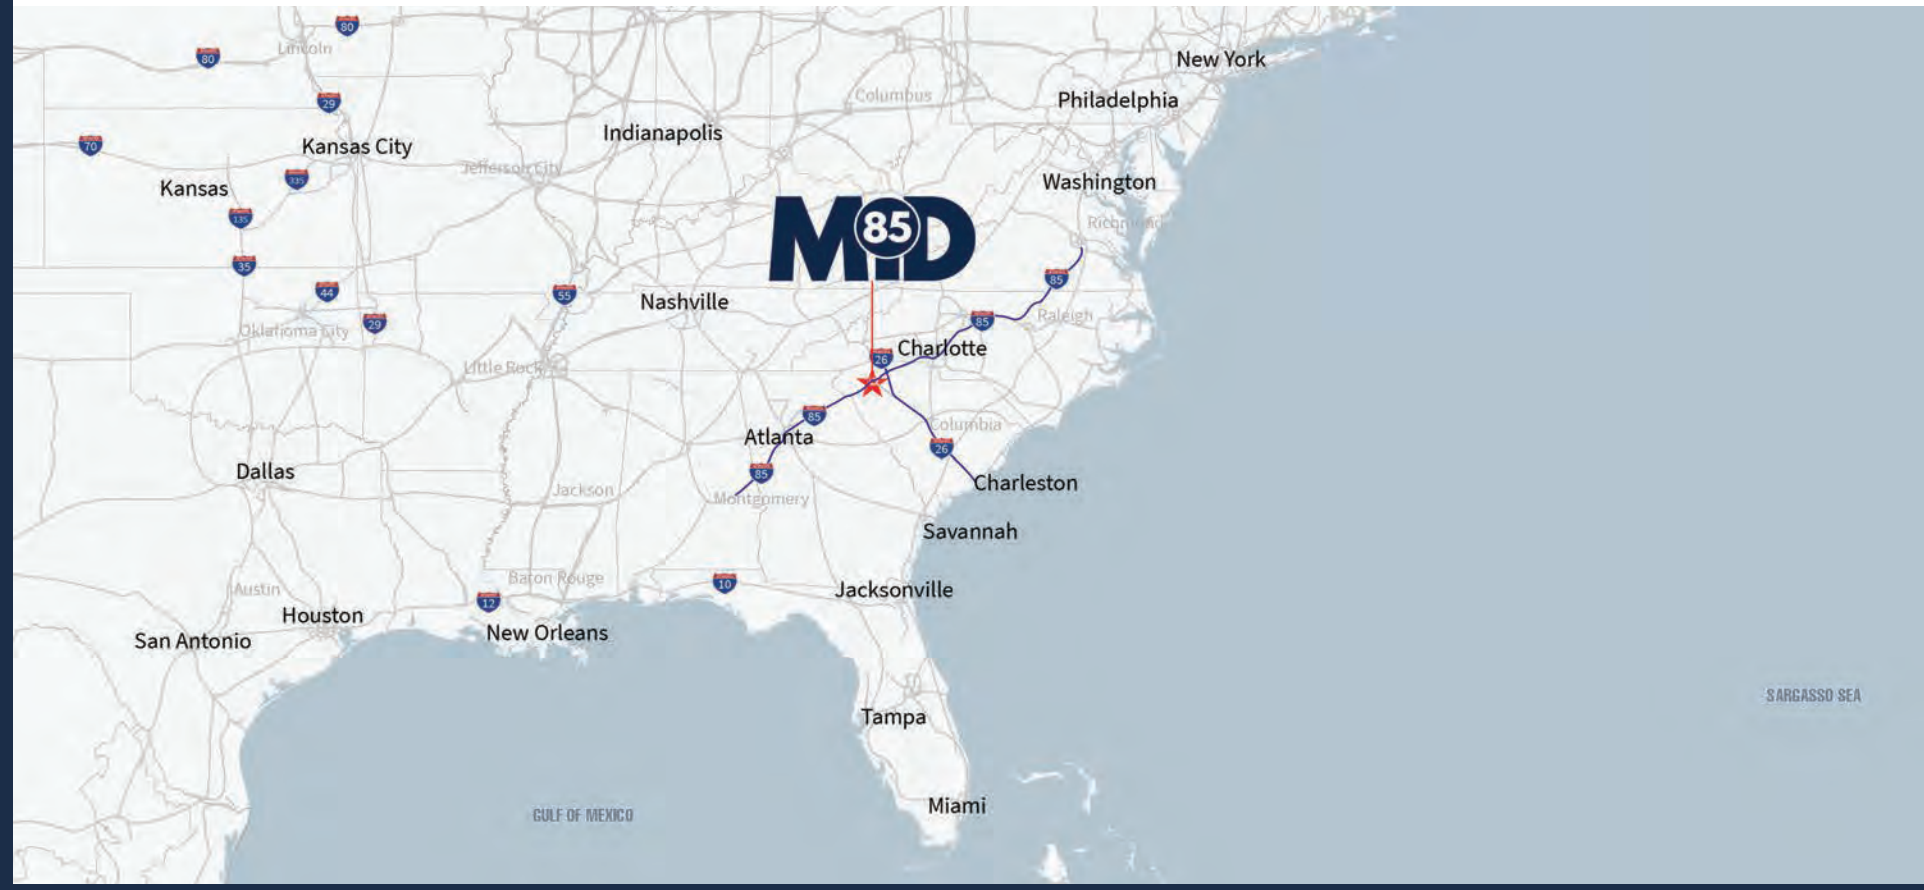 80
Lincoln
80
New York
29
Columbus
Philadelphia
Indianapolis
70
Kansas City
Jefferson City
335
Kansas
Washington
135
Richmond
MID
85
35
85
44
55
Nashville
29
Oklahoma City
85
Raleigh
Charlotte
26
Little Rock
85
Columbia
Atlanta
26
Dallas
85
Charleston
Jackson
Montgomery
Savannah
Baton Rouge
10
Austin
Jacksonville
12
Houston
New Orleans
San Antonio
SARGASSO SEA
Tampa
Miami
GULF OF MEXICO